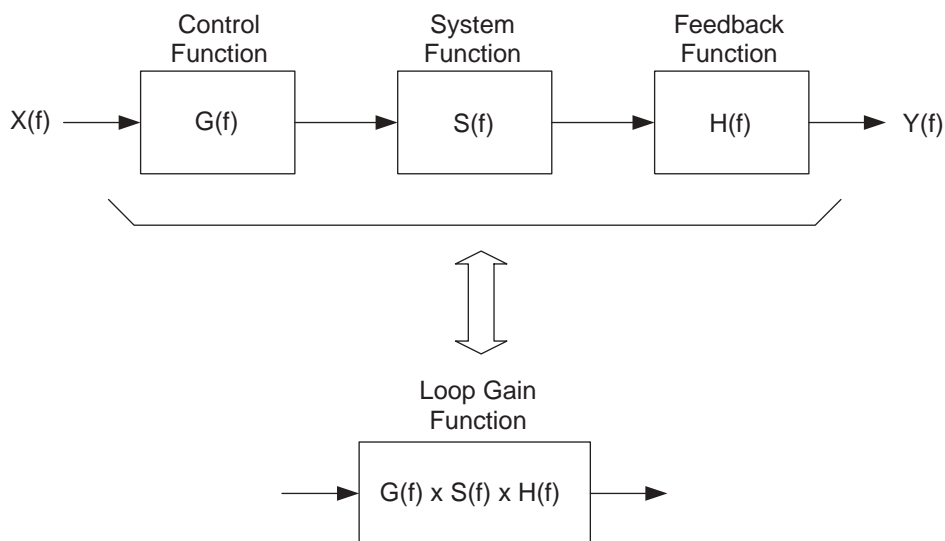 Control
Function
System
Function
Feedback
Function
X(f)
G(f)
S(f)
H(f)
Y(f)
Loop Gain
Function
G(f) x S(f) x H(f)